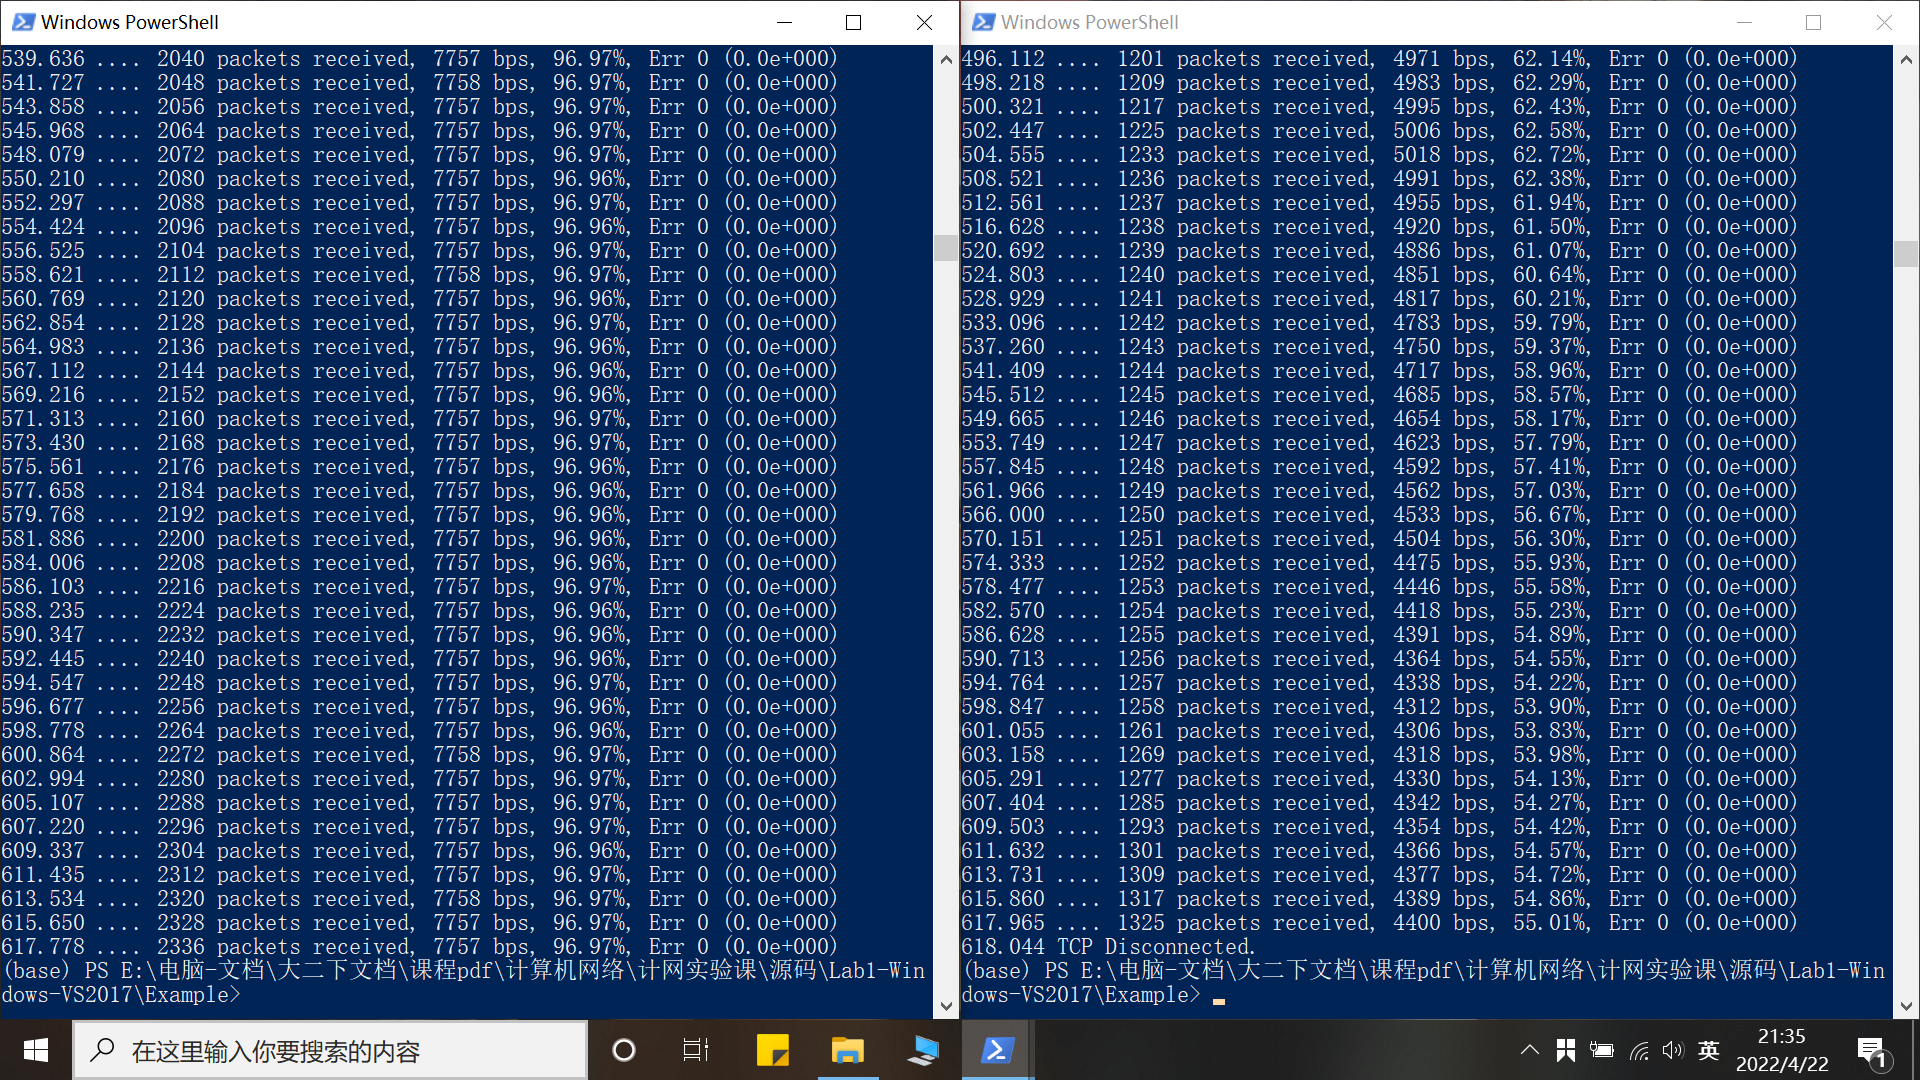 Windows PowerShell
539.636 .... 2040 packets received, 7757 bps, 96.97%, Err 0 (0.0e+000)
541.727 .... 2048 packets received, 7758 bps, 96.97%, Err 0 (0.0e+000)
543.858 .... 2056 packets received, 7757 bps, 96.97%, Err 0 (0.0e+000)
545.968 .... 2064 packets received, 7757 bps, 96.97%, Err 0 (0.0e+000)
548.079 .... 2072 packets received, 7757 bps, 96.97%, Err 0 (0.0e+000)
550.210 .... 2080 packets received, 7757 bps, 96.96%, Err 0 (0.0e+000)
552.297 .... 2088 packets received, 7757 bps, 96.97%, Err 0 (0.0e+000)
554.424 .... 2096 packets received, 7757 bps, 96.96%, Err 0 (0.0e+000)
556.525 .... 2104 packets received, 7757 bps, 96.97%, Err 0 (0.0e+000)
558.621 .... 2112 packets received, 7758 bps, 96.97%, Err 0 (0.0e+000)
560.769 .... 2120 packets received, 7757 bps, 96.96%, Err 0 (0.0e+000)
562.854 .... 2128 packets received, 7757 bps, 96.97%, Err 0 (0.0e+000)
564.983 .... 2136 packets received, 7757 bps, 96.96%, Err 0 (0.0e+000)
567.112 .... 2144 packets received, 7757 bps, 96.96%, Err 0 (0.0e+000)
569.216 .... 2152 packets received, 7757 bps, 96.96%, Err 0 (0.0e+000)
571.313 .... 2160 packets received, 7757 bps, 96.97%, Err 0 (0.0e+000)
573.430 .... 2168 packets received, 7757 bps, 96.97%, Err 0 (0.0e+000)
575.561 .... 2176 packets received, 7757 bps, 96.96%, Err 0 (0.0e+000)
577.658 .... 2184 packets received, 7757 bps, 96.96%, Err 0 (0.0e+000)
579.768 .... 2192 packets received, 7757 bps, 96.96%, Err 0 (0.0e+000)
581.886 .... 2200 packets received, 7757 bps, 96.96%, Err 0 (0.0e+000)
584.006 .... 2208 packets received, 7757 bps, 96.96%, Err 0 (0.0e+000)
586.103 .... 2216 packets received, 7757 bps, 96.97%, Err 0 (0.0e+000)
588.235 .... 2224 packets received, 7757 bps, 96.96%, Err 0 (0.0e+000)
590.347 .... 2232 packets received, 7757 bps, 96.96%, Err 0 (0.0e+000)
592.445 .... 2240 packets received, 7757 bps, 96.96%, Err 0 (0.0e+000)
594.547 .... 2248 packets received, 7757 bps, 96.97%, Err 0 (0.0e+000)
596.677 .... 2256 packets received, 7757 bps, 96.96%, Err 0 (0.0e+000)
598.778 .... 2264 packets received, 7757 bps, 96.96%, Err 0 (0.0e+000)
600.864 .... 2272 packets received, 7758 bps, 96.97%, Err 0 (0.0e+000)
602.994 .... 2280 packets received, 7757 bps, 96.97%, Err 0 (0.0e+000)
605.107 .... 2288 packets received, 7757 bps, 96.97%, Err 0 (0.0e+000)
607.220 .... 2296 packets received, 7757 bps, 96.97%, Err 0 (0.0e+000)
609.337 .... 2304 packets received, 7757 bps, 96.96%, Err 0 (0.0e+000)
611.435 .... 2312 packets received, 7757 bps, 96.97%, Err 0 (0.0e+000)
613.534 .... 2320 packets received, 7758 bps, 96.97%, Err 0 (0.0e+000)
615.650 .... 2328 packets received, 7757 bps, 96.97%, Err 0 (0.0e+000)
617.778 .... 2336 packets received, 7757 bps, 96.97%, Err 0 (0.0e+000)
(base) PS E:\电脑-文档\大二下文档\课程pdf\计算机网络\计网实验课\源码\Lab1-Win
dows-VS2017\Example>
Windows PowerShell
496.112 .... 1201 packets received, 4971 bps, 62.14%, Err 0 (0.0e+000)
498.218 .... 1209 packets received, 4983 bps, 62.29%, Err 0 (0.0e+000)
500.321 .... 1217 packets received, 4995 bps, 62.43%, Err 0 (0.0e+000)
502.447 .... 1225 packets received, 5006 bps, 62.58%, Err 0 (0.0e+000)
504.555 .... 1233 packets received, 5018 bps, 62.72%, Err 0 (0.0e+000)
508.521 .... 1236 packets received, 4991 bps, 62.38%, Err 0 (0.0e+000)
512.561 .... 1237 packets received, 4955 bps, 61.94%, Err 0 (0.0e+000)
516.628 .... 1238 packets received, 4920 bps, 61.50%, Err 0 (0.0e+000)
520.692 .... 1239 packets received, 4886 bps, 61.07%, Err 0 (0.0e+000)
524.803 .... 1240 packets received, 4851 bps, 60.64%, Err 0 (0.0e+000)
528.929 .... 1241 packets received, 4817 bps, 60.21%, Err 0 (0.0e+000)
533.096 .... 1242 packets received, 4783 bps, 59.79%, Err 0 (0.0e+000)
537.260 .... 1243 packets received, 4750 bps, 59.37%, Err 0 (0.0e+000)
541.409 .... 1244 packets received, 4717 bps, 58.96%, Err 0 (0.0e+000)
545.512 .... 1245 packets received, 4685 bps, 58.57%, Err 0 (0.0e+000)
549.665 .... 1246 packets received, 4654 bps, 58.17%, Err 0 (0.0e+000)
553.749 .... 1247 packets received, 4623 bps, 57.79%, Err 0 (0.0e+000)
557.845 .... 1248 packets received, 4592 bps, 57.41%, Err 0 (0.0e+000)
561.966 .... 1249 packets received, 4562 bps, 57.03%, Err 0 (0.0e+000)
566.000 .... 1250 packets received, 4533 bps, 56.67%, Err 0 (0.0e+000)
570.151 .... 1251 packets received, 4504 bps, 56.30%, Err 0 (0.0e+000)
574.333 .... 1252 packets received, 4475 bps, 55.93%, Err 0 (0.0e+000)
578.477 .... 1253 packets received, 4446 bps, 55.58%, Err 0 (0.0e+000)
582.570 .... 1254 packets received, 4418 bps, 55.23%, Err 0 (0.0e+000)
586.628 .... 1255 packets received, 4391 bps, 54.89%, Err 0 (0.0e+000)
590.713 .... 1256 packets received, 4364 bps, 54.55%, Err 0 (0.0e+000)
594.764 .... 1257 packets received, 4338 bps, 54.22%, Err 0 (0.0e+000)
598.847 .... 1258 packets received, 4312 bps, 53.90%, Err 0 (0.0e+000)
601.055 .... 1261 packets received, 4306 bps, 53.83%, Err 0 (0.0e+000)
603.158 .... 1269 packets received, 4318 bps, 53.98%, Err 0 (0.0e+000)
605.291 .... 1277 packets received, 4330 bps, 54.13%, Err 0 (0.0e+000)
607.404 .... 1285 packets received, 4342 bps, 54.27%, Err 0 (0.0e+000)
609.503 .... 1293 packets received, 4354 bps, 54.42%, Err 0 (0.0e+000)
611.632 .... 1301 packets received, 4366 bps, 54.57%, Err 0 (0.0e+000)
613.731 .... 1309 packets received, 4377 bps, 54.72%, Err 0 (0.0e+000)
615.860 .... 1317 packets received, 4389 bps, 54.86%, Err 0 (0.0e+000)
617.965 .... 1325 packets received, 4400 bps, 55.01%, Err 0 (0.0e+000)
618.044 TCP Disconnected.
(base) PS E:\电脑-文档\大二下文档\课程pdf\计算机网络\计网实验课\源码\Lab1-Win
dows-VS2017\Example>
在这里输入你要搜索的内容
英
21:35
2022/4/22
1